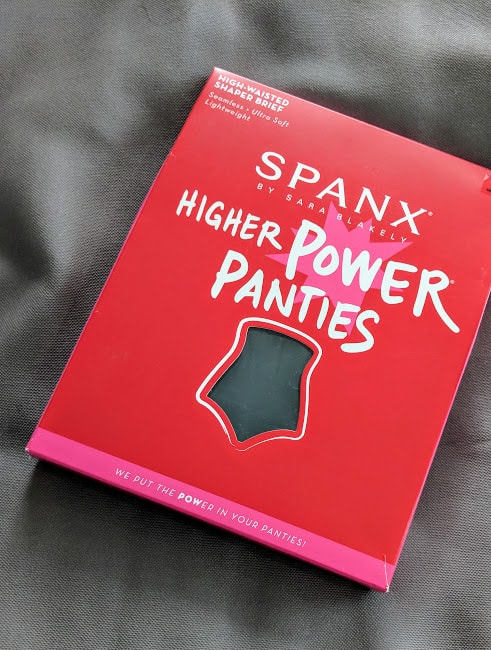 HIGH-WAISTED
SHAPER BRIEF
Seamless • Ultra Soft
Lightweight
SPANX®
BY SARA BLAKELY
HIGHER POWER®
PANTIES
WE PUT THE POWER IN YOUR PANTIES!